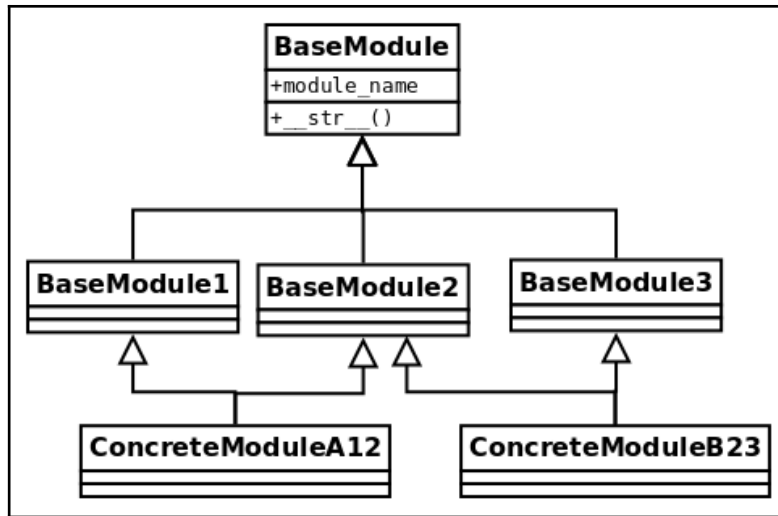 BaseModule
+module_name
+__str__()
BaseModule1
BaseModule2
BaseModule3
ConcreteModuleA12
ConcreteModuleB23